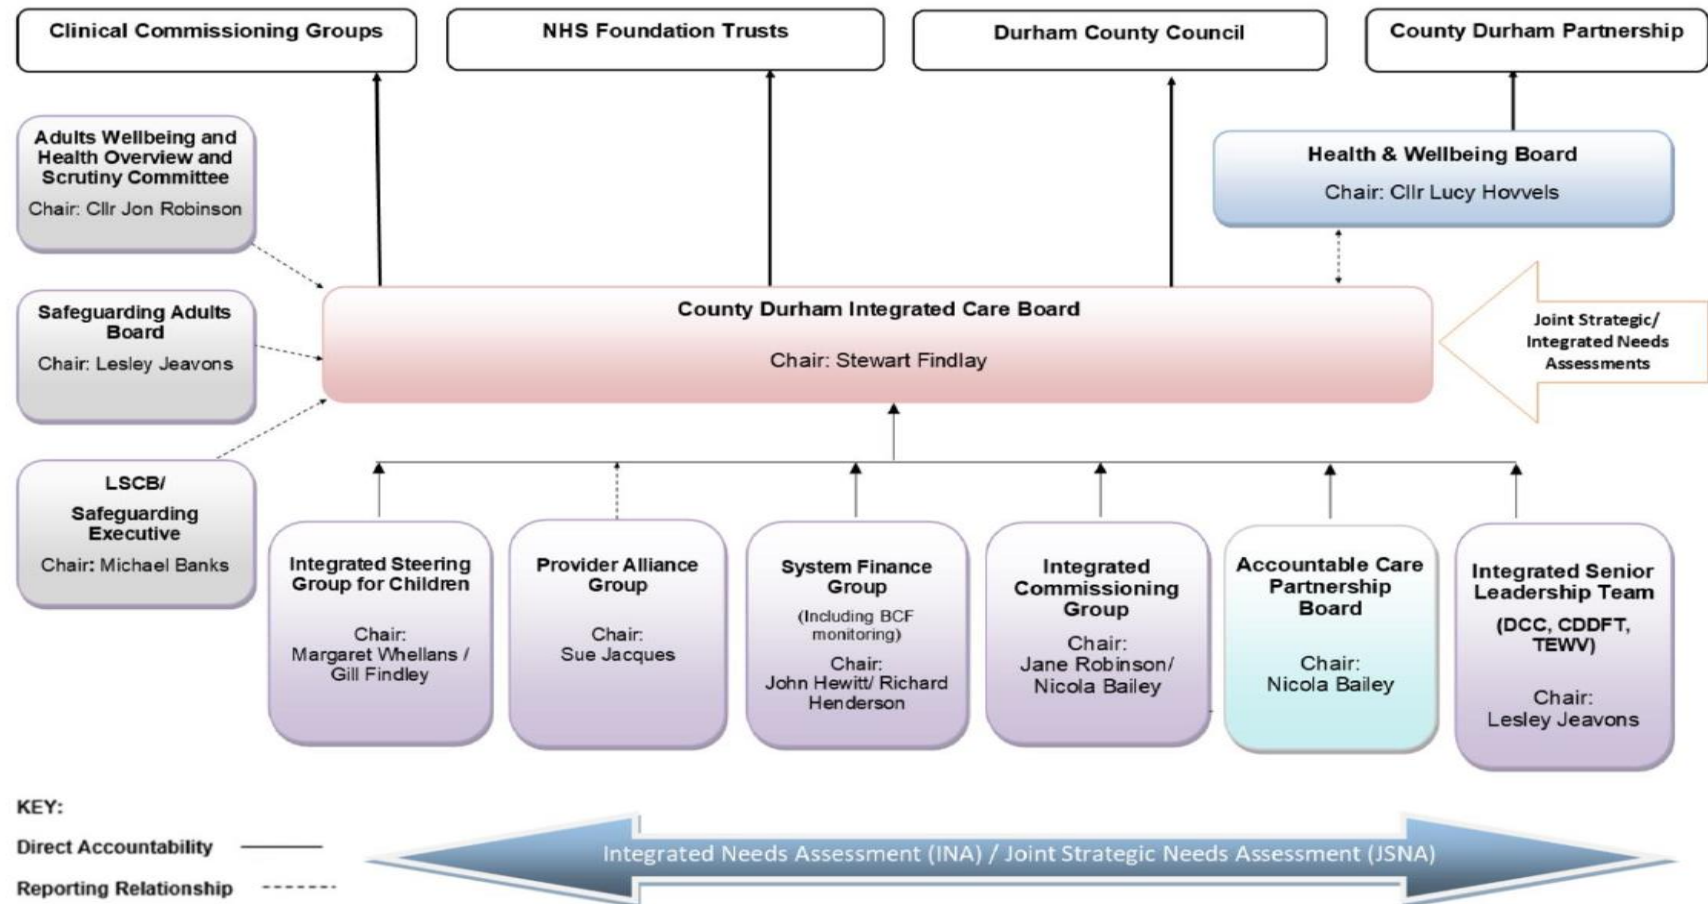 Clinical Commissioning Groups
NHS Foundation Trusts
Durham County Council
County Durham Partnership
Adults Wellbeing and
Health Overview and
Scrutiny Committee
Chair: Cllr Jon Robinson
Health & Wellbeing Board
Chair: Cllr Lucy Hovvels
Safeguarding Adults
Board
Chair: Lesley Jeavons
County Durham Integrated Care Board
Chair: Stewart Findlay
Joint Strategic/
Integrated Needs
Assessments
LSCB/
Safeguarding
Executive
Chair: Michael Banks
Integrated Steering
Group for Children
Chair:
Margaret Whellans /
Gill Findley
Provider Alliance
Group
Chair:
Sue Jacques
System Finance
Group
(Including BCF
monitoring)
Chair:
John Hewitt/ Richard
Henderson
Integrated
Commissioning
Group
Chair:
Jane Robinson/
Nicola Bailey
Accountable Care
Partnership
Board
Chair:
Nicola Bailey
Integrated Senior
Leadership Team
(DCC, CDDFT,
TEWV)
Chair:
Lesley Jeavons
KEY:
Direct Accountability
Reporting Relationship
Integrated Needs Assessment (INA) / Joint Strategic Needs Assessment (JSNA)